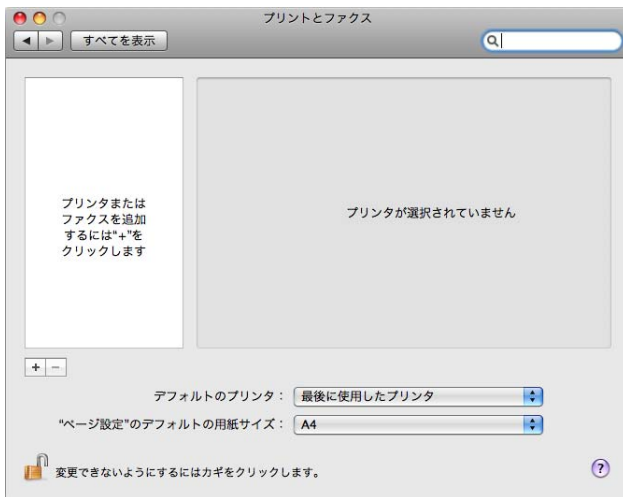 プリントとファクス
すべてを表示
プリンタまたは
ファクスを追加
するには"+"を
クリックします
プリンタが選択されていません
+ −
デフォルトのプリンタ： 最後に使用したプリンタ
"ページ設定"のデフォルトの用紙サイズ： A4
変更できないようにするにはカギをクリックします。
?